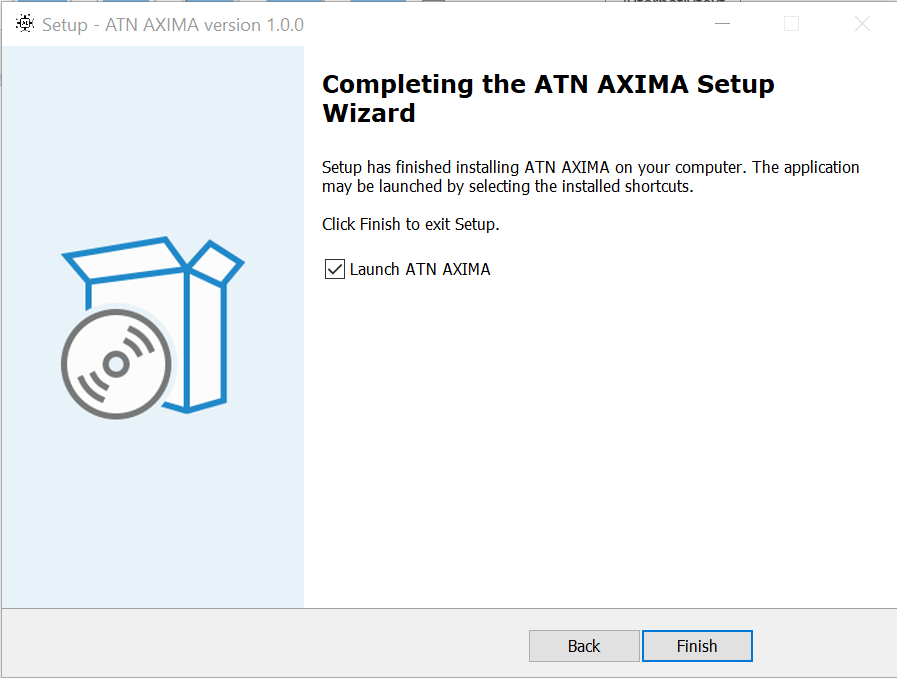 Setup - ATN AXIMA version 1.0.0
Completing the ATN AXIMA Setup
Wizard
Setup has finished installing ATN AXIMA on your computer. The application
may be launched by selecting the installed shortcuts.
Click Finish to exit Setup.
Launch ATN AXIMA
Back
Finish